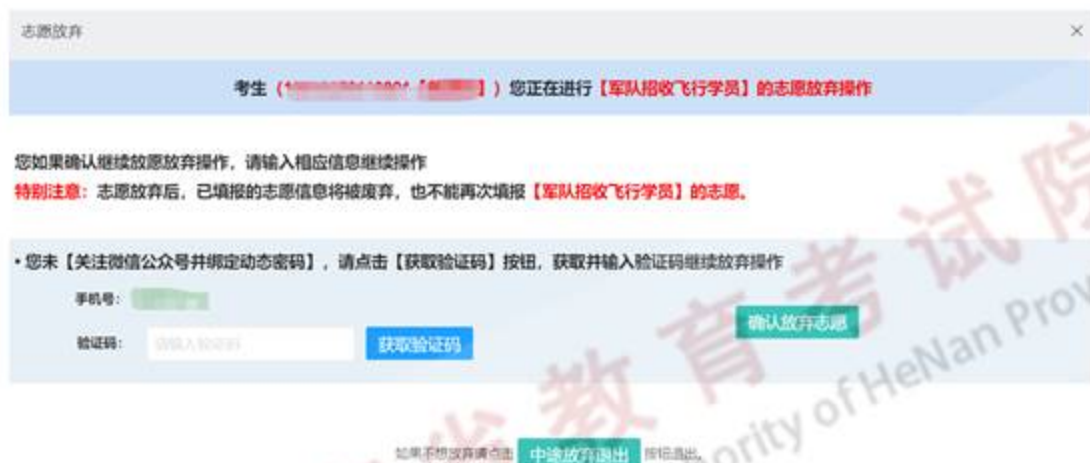 志愿放弃
×
考生（【】）您正在进行【军队招收飞行学员】的志愿放弃操作
您如果确认继续放愿放弃操作，请输入相应信息继续操作
特别注意：志愿放弃后，已填报的志愿信息将被废弃，也不能再次填报【军队招收飞行学员】的志愿。
• 您未【关注微信公众号并绑定动态密码】，请点击【获取验证码】按钮，获取并输入验证码继续放弃操作
手机号：
确认放弃志愿
验证码： 请输入验证码 获取验证码
如果不想放弃请点击 中途放弃退出 按钮退出。
省教育考试院
ority of HeNan Prov